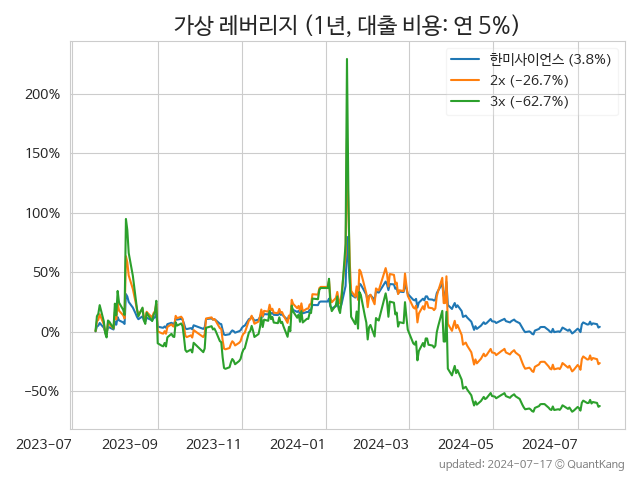 가상 레버리지 (1년, 대출 비용: 연 5%)
한미사이언스 (3.8%)
2x (−26.7%)
3x (−62.7%)
200%
150%
100%
50%
0%
−50%
2023-07 2023-09 2023-11 2024-01 2024-03 2024-05 2024-07
updated: 2024-07-17 © QuantKang